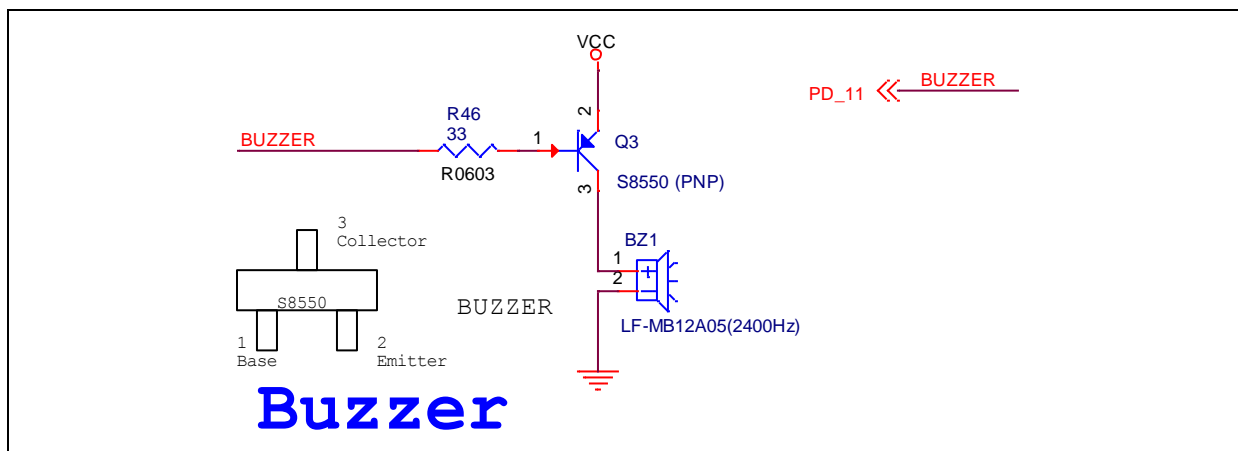 VCC
BUZZER
PD_11
2
R46
33
1
Q3
BUZZER
R0603
3
S8550 (PNP)
3
Collector
BZ1
1
+
2
S8550
BUZZER
LF-MB12A05(2400Hz)
1
Base
2
Emitter
Buzzer